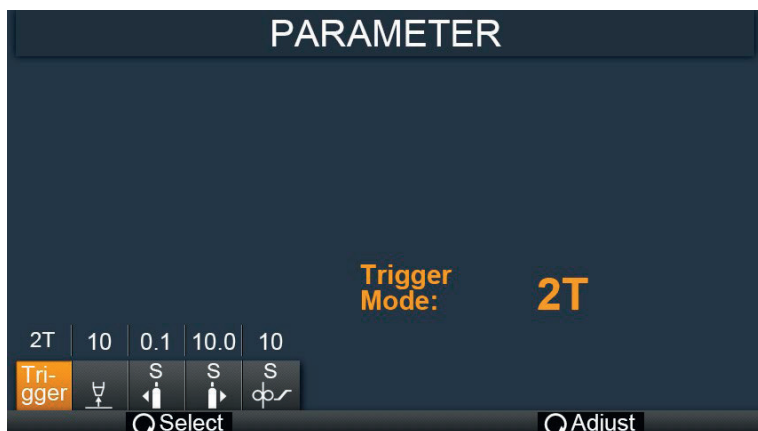 PARAMETER
Trigger
Mode:
2T
2T 10 0.1 10.0 10
Tri-
gger
S S S
Select Adjust